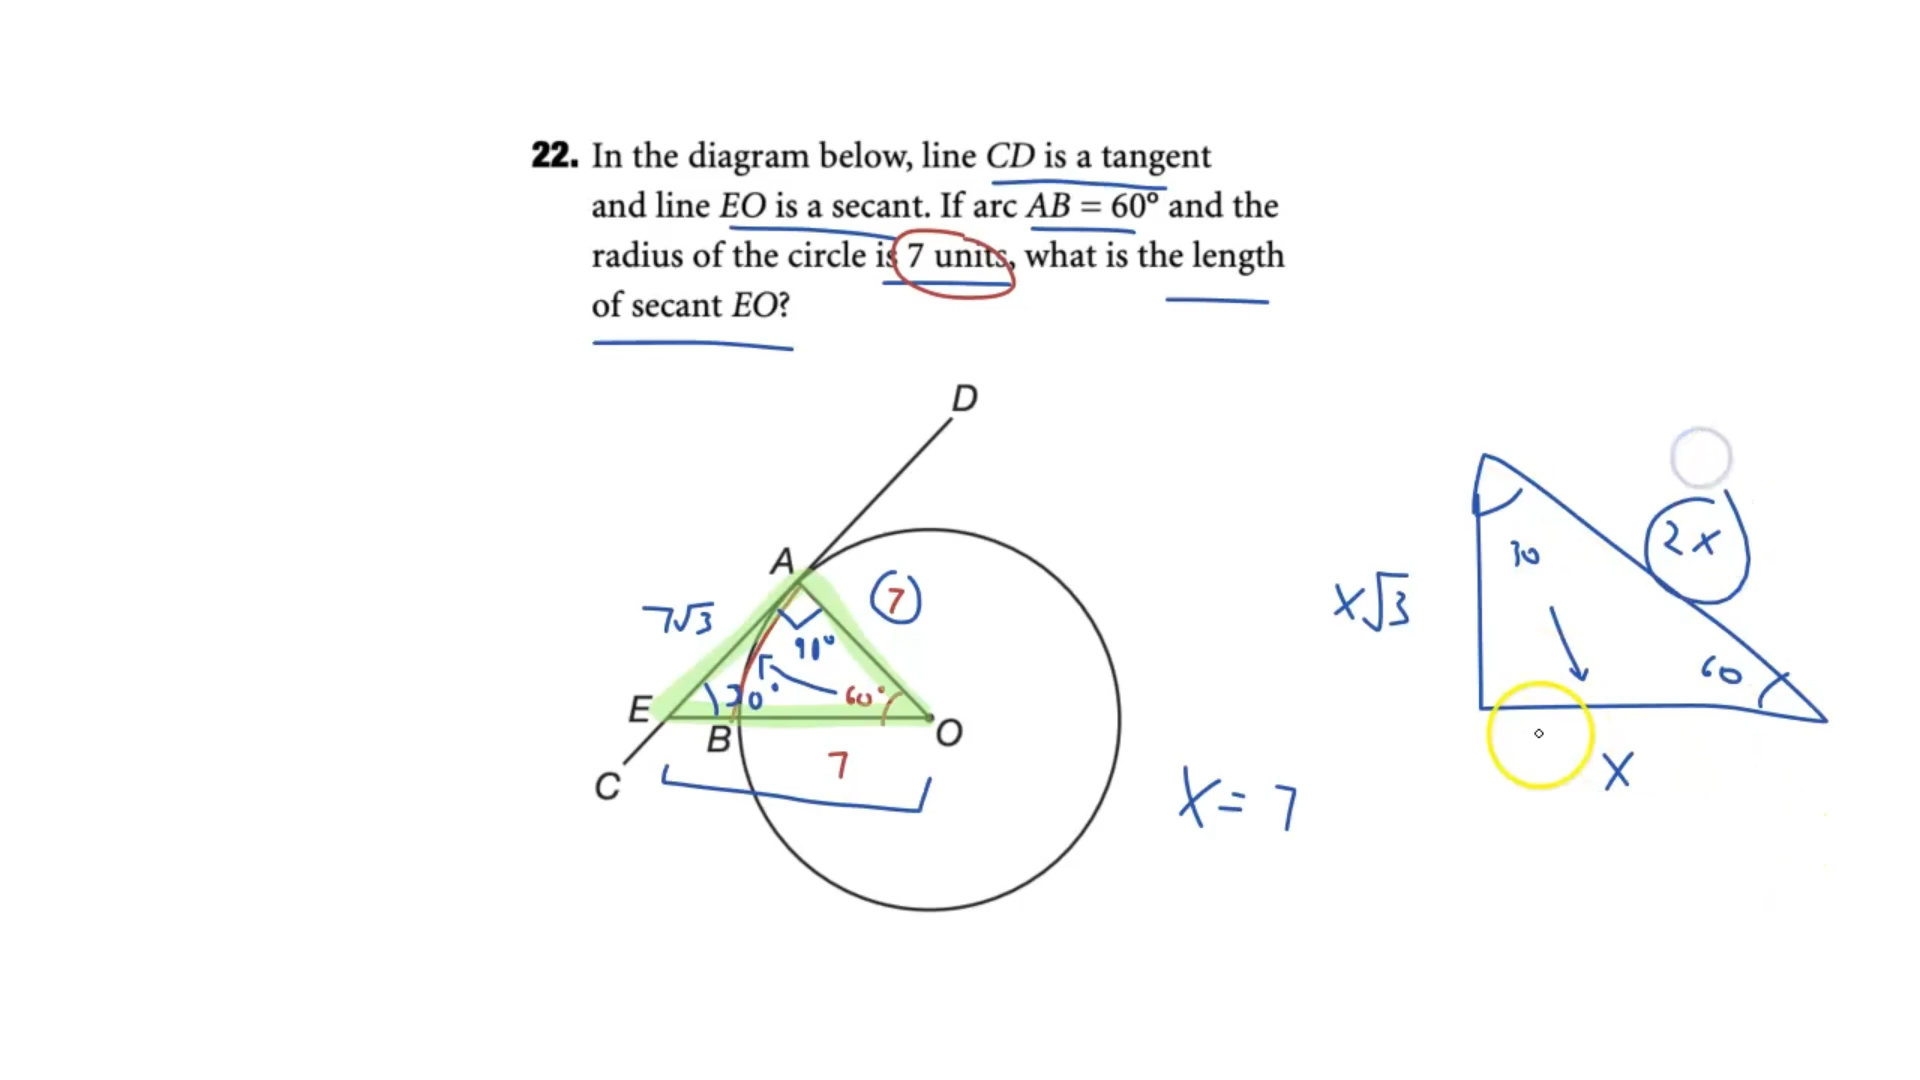 22. In the diagram below, line CD is a tangent
and line EO is a secant. If arc AB = 60° and the
radius of the circle is 7 units, what is the length
of secant EO?
D
A
7
7√3
90°
30°
60°
E
B
O
7
C
x = 7
2x
30
x√3
60
x